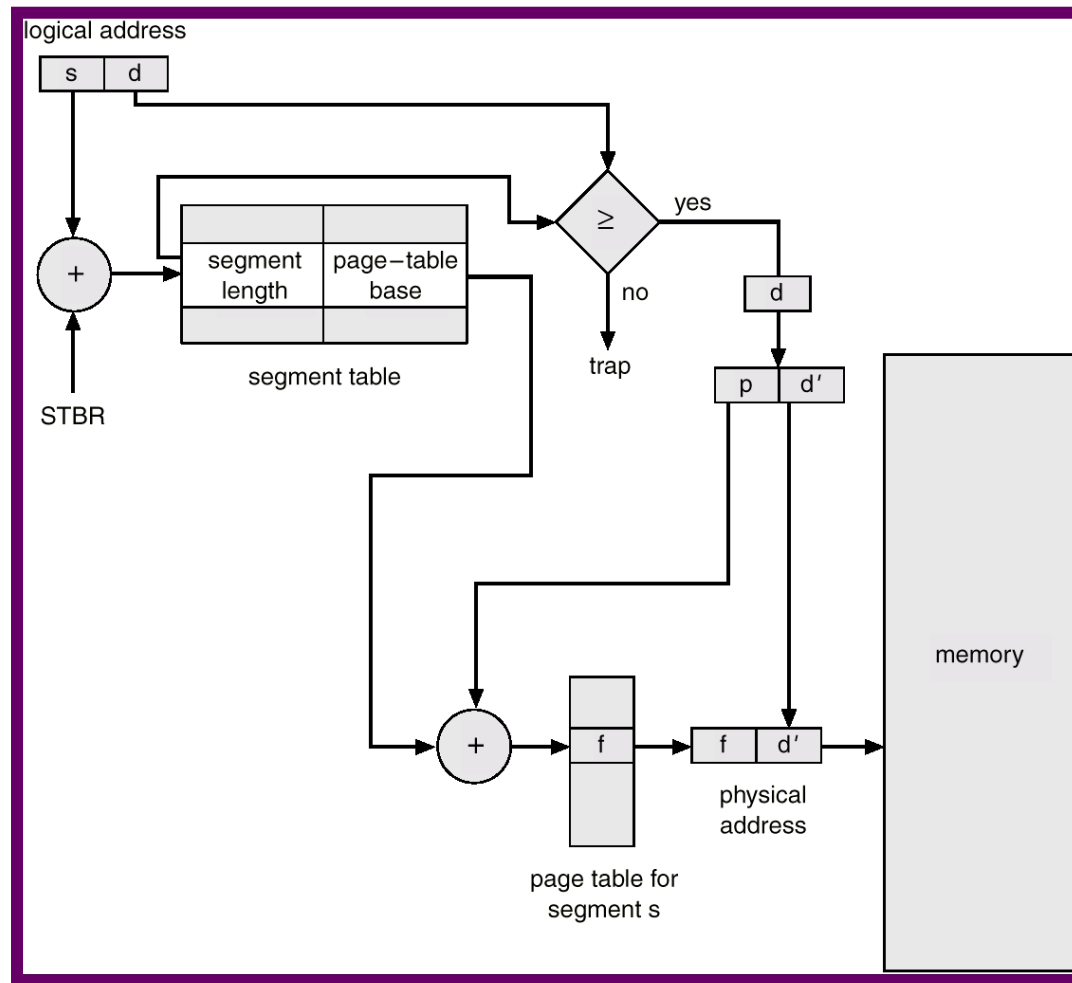 logical address
s d
≥
yes
no
trap
+
segment length
page–table base
segment table
STBR
d
p d′
memory
+
f
f d′
physical address
page table for segment s